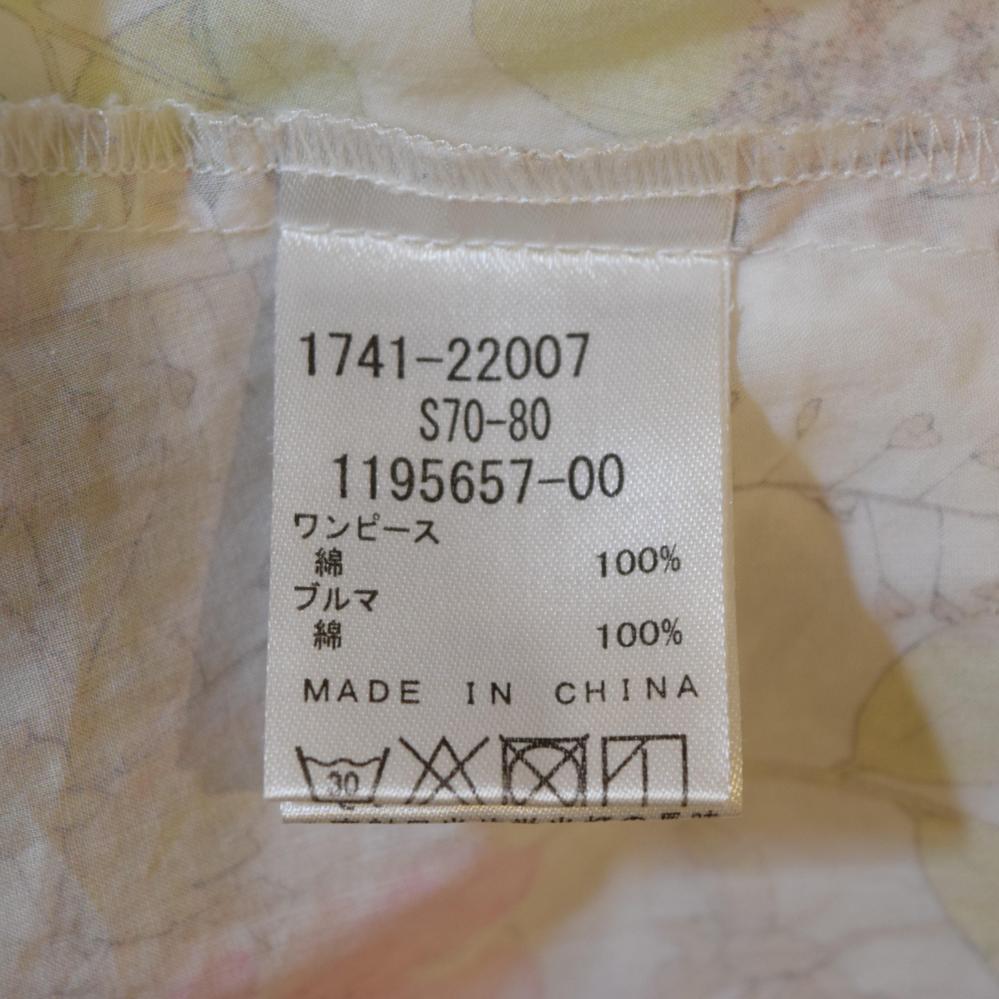 1741-22007
S70-80
1195657-00
ワンピース
綿 100%
ブルマ
綿 100%
MADE IN CHINA
30